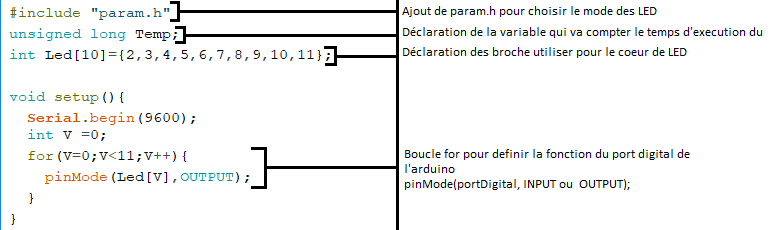 #include "param.h"
Ajout de param.h pour choisir le mode des LED
unsigned long Temp;
Déclaration de la variable qui va compter le temps d'execution du
int Led[10]={2,3,4,5,6,7,8,9,10,11};
Déclaration des broche utiliser pour le coeur de LED
void setup(){
Serial.begin(9600);
int V =0;
for(V=0;V<11;V++){
pinMode(Led[V],OUTPUT);
}
}
Boucle for pour definir la fonction du port digital de
l'arduino
pinMode(portDigital, INPUT ou OUTPUT);